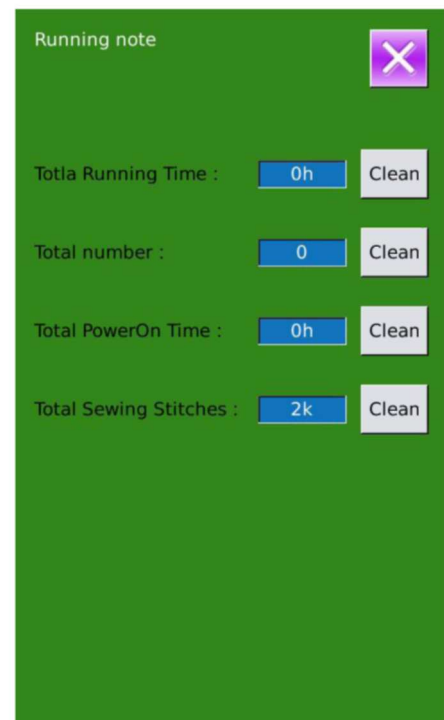 Running note
Totla Running Time : 0h Clean
Total number : 0 Clean
Total PowerOn Time : 0h Clean
Total Sewing Stitches : 2k Clean